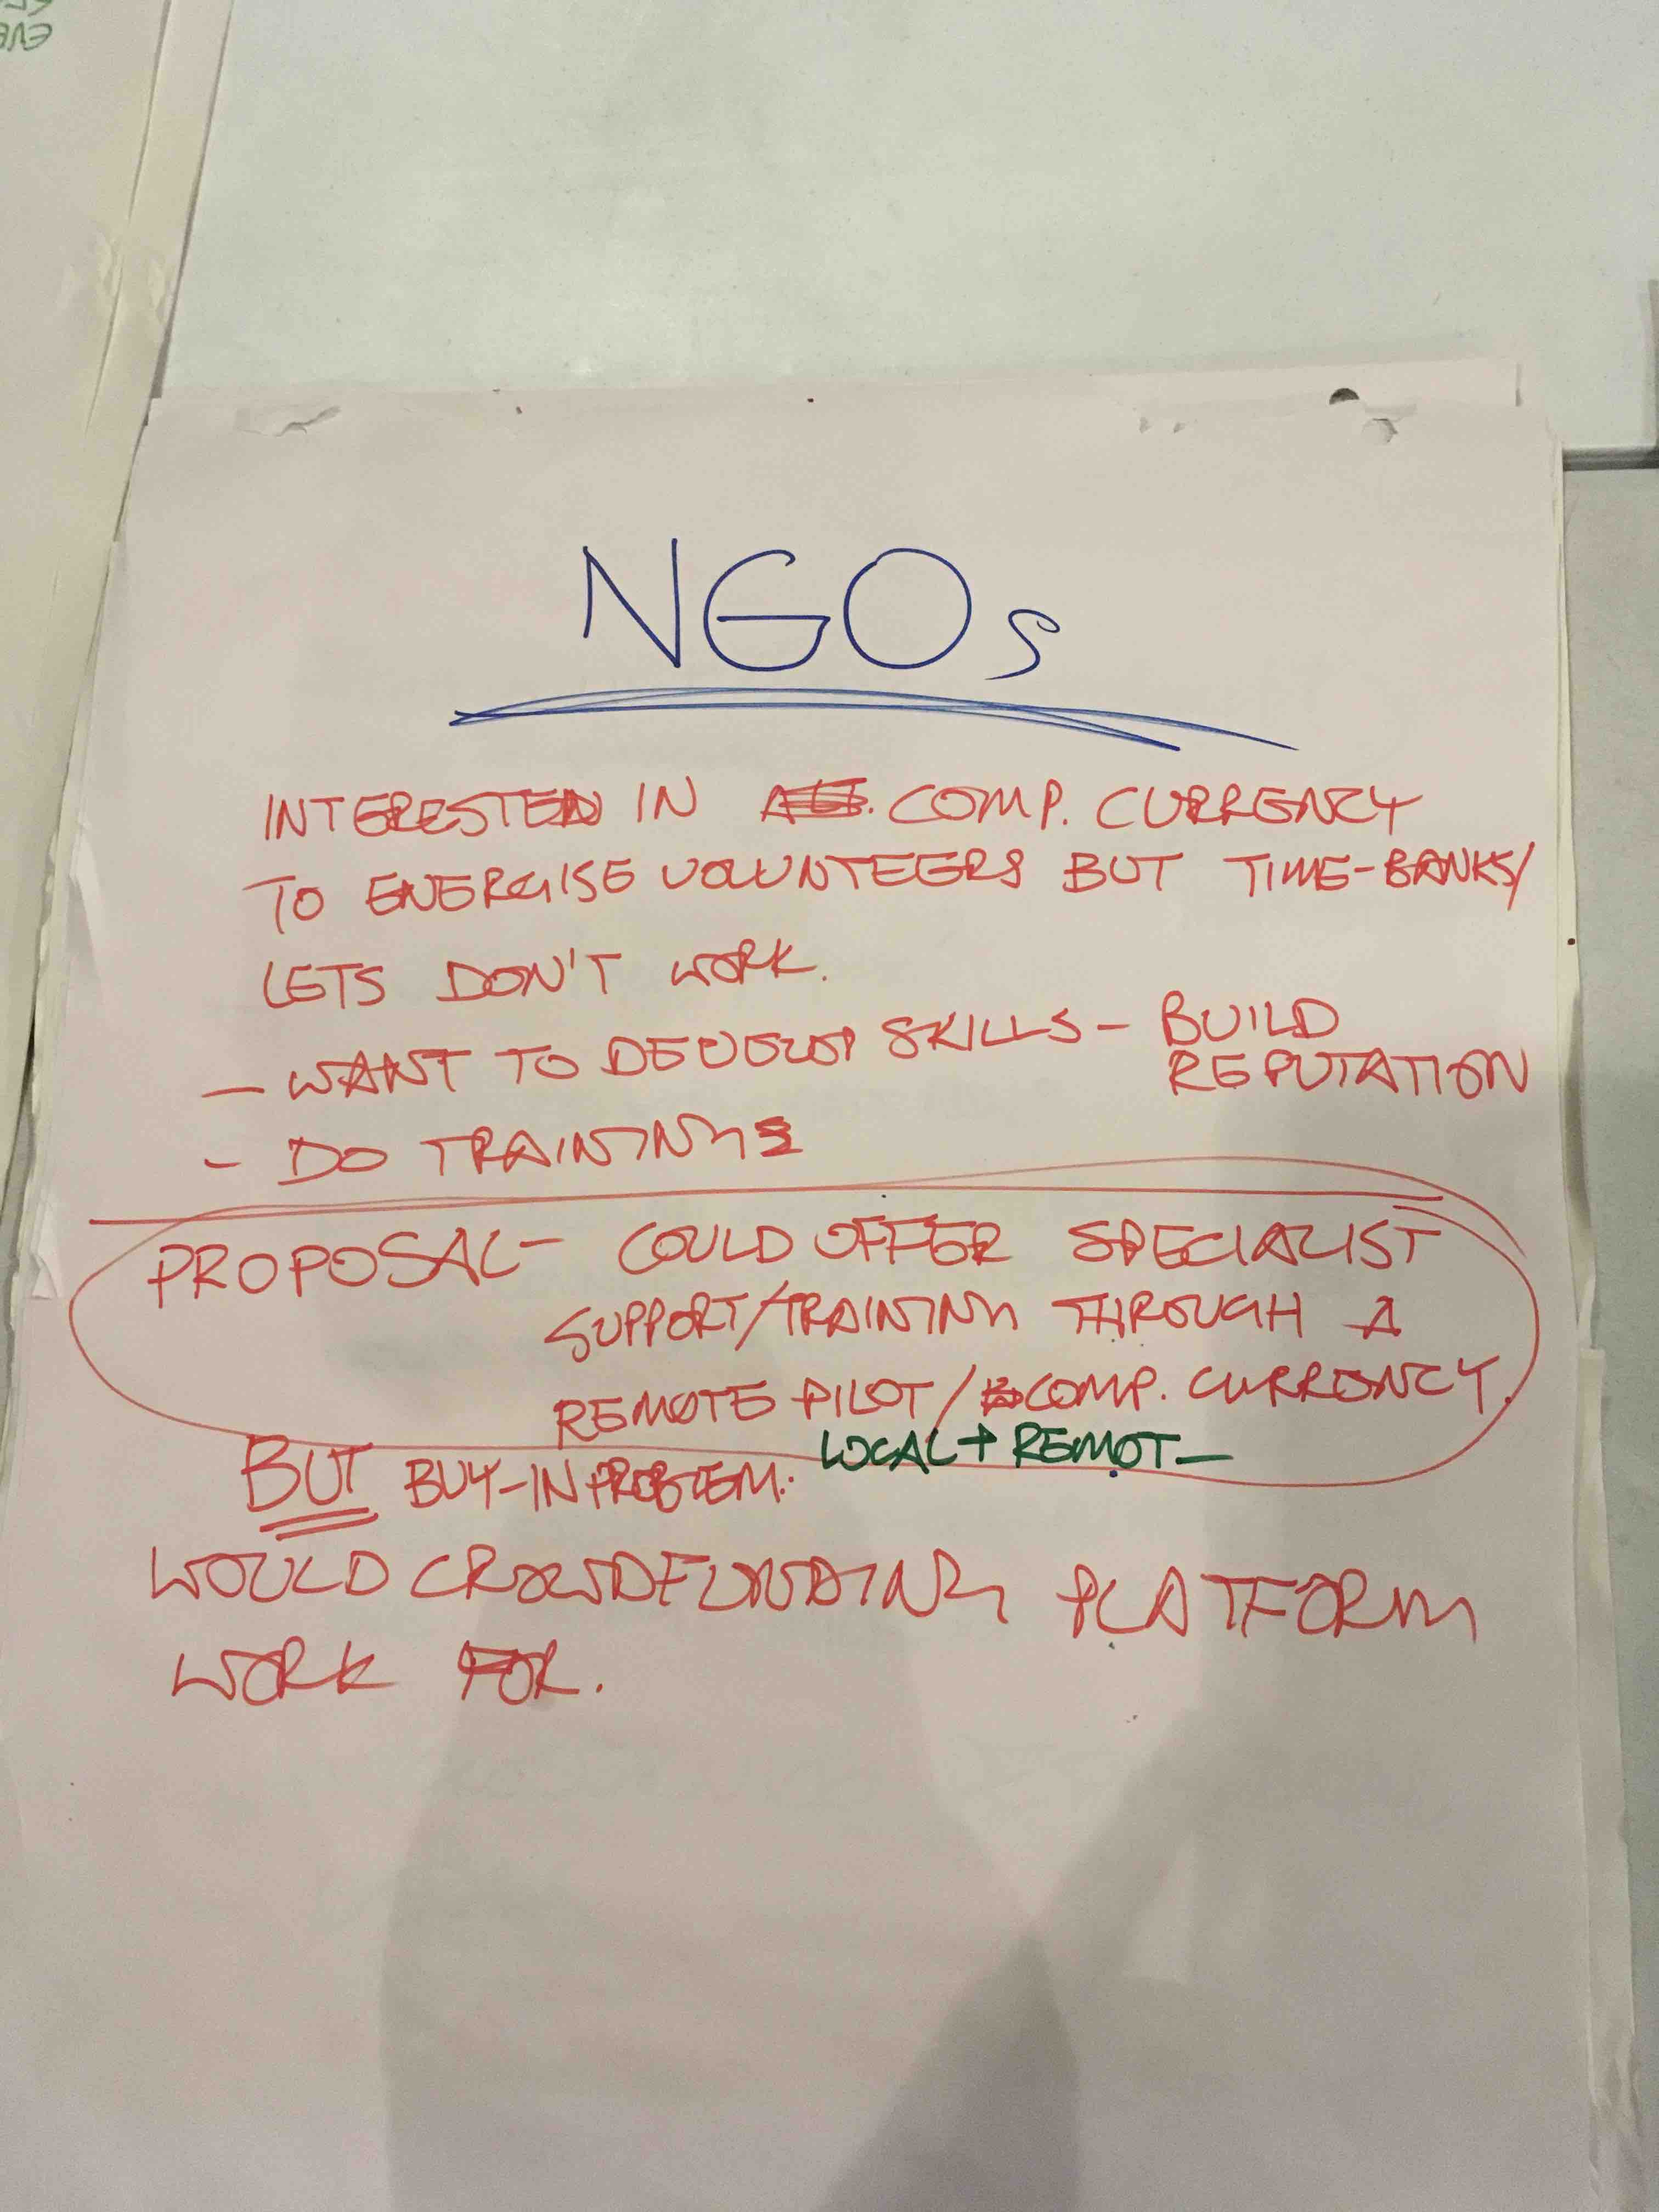 NGOs
INTERESTED IN COMP. CURRENCY
TO ENERGISE VOLUNTEERS BUT TIME-BANKS/
LETS DON'T WORK.
- WANT TO DEVELOP SKILLS - BUILD
REPUTATION
- DO TRAINING
PROPOSAL - COULD OFFER SPECIALIST
SUPPORT/TRAINING THROUGH A
REMOTE PILOT/COMP. CURRENCY.
LOCAL + REMOT
BUT BUY-IN PROBLEM.
WOULD CROWDFUNDING PLATFORM
WORK FOR.